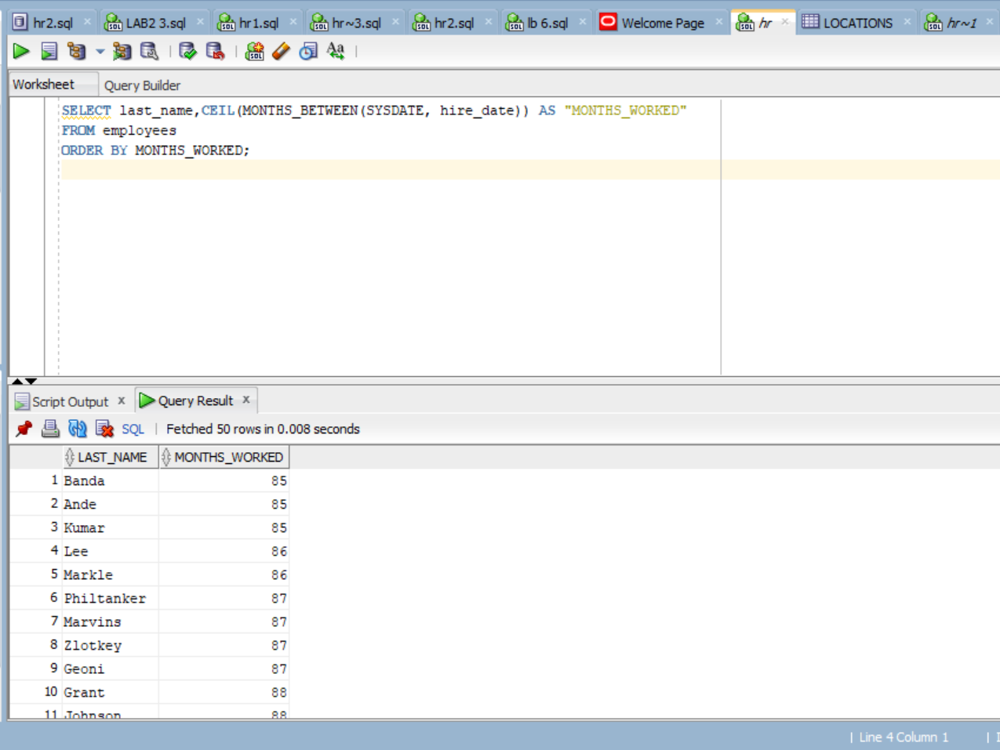 hr2.sql LAB2 3.sql hr1.sql hr~3.sql hr2.sql lb 6.sql Welcome Page hr LOCATIONS hr~1
Worksheet Query Builder
SELECT last_name,CEIL(MONTHS_BETWEEN(SYSDATE, hire_date)) AS "MONTHS_WORKED"
FROM employees
ORDER BY MONTHS_WORKED;
Script Output x Query Result x
SQL | Fetched 50 rows in 0.008 seconds
LAST_NAME MONTHS_WORKED
1 Banda 85
2 Ande 85
3 Kumar 85
4 Lee 86
5 Markle 86
6 Philtanker 87
7 Marvins 87
8 Zlotkey 87
9 Geoni 87
10 Grant 88
11 Johnson 88
| Line 4 Column 1 |